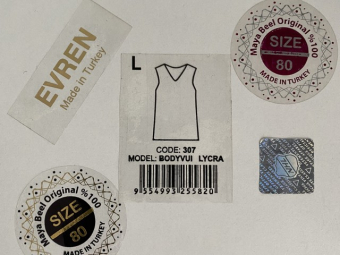 EVREN
Made in Turkey
L
CODE: 307
MODEL: BODYVUI LYCRA
9 554993 255820
Maya Beel Original %100
SIZE
80
MADE IN TURKEY
Maya Beel Original %100
SIZE
80
MADE IN TURKEY